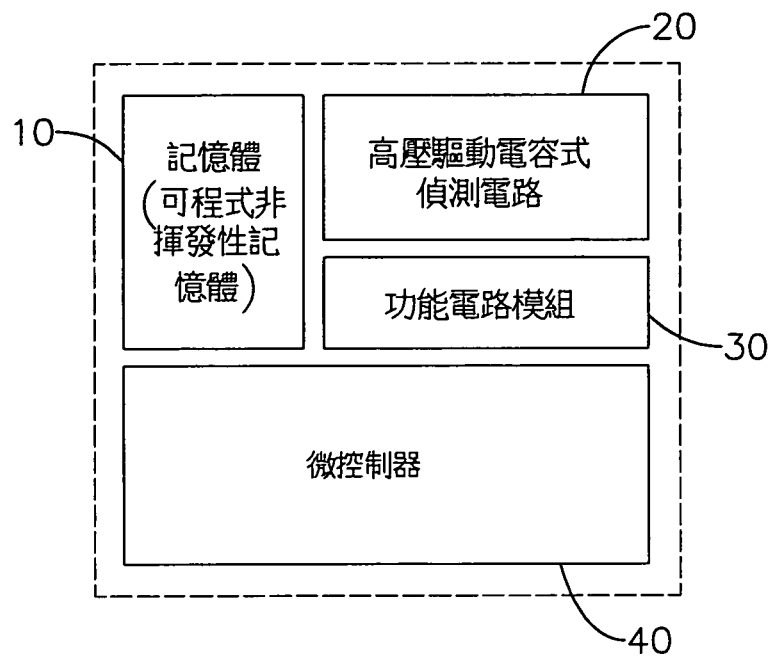 20
10
記憶體
(可程式非
揮發性記
憶體)
高壓驅動電容式
偵測電路
功能電路模組
30
微控制器
40